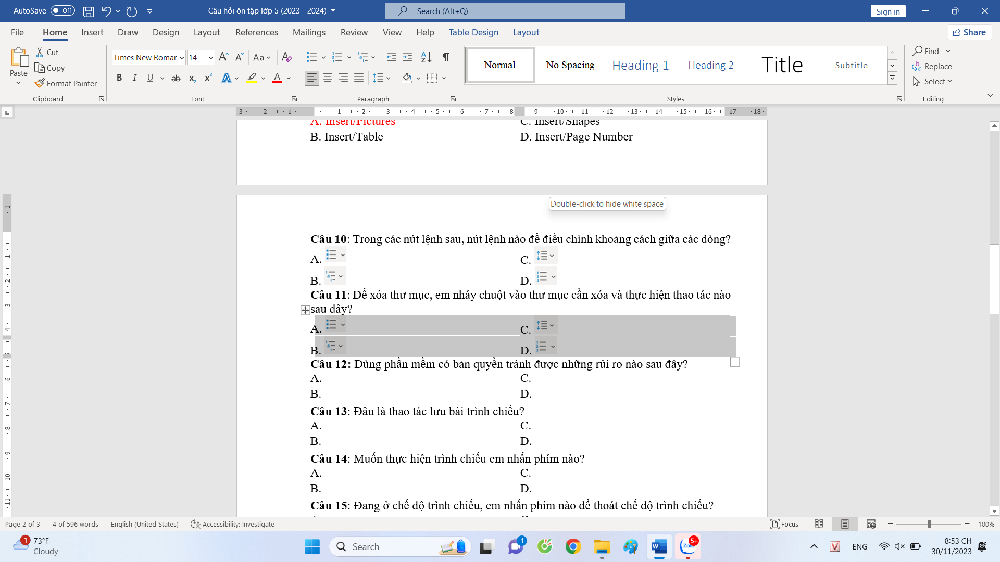 AutoSave Off Câu hỏi ôn tập lớp 5 (2023 - 2024) Search (Alt+Q) Sign in
File Home Insert Draw Design Layout References Mailings Review View Help Table Design Layout Share
Paste Cut Copy Format Painter
Times New Romar 14
Normal No Spacing Heading 1 Heading 2 Title Subtitle
Find Replace Select
Clipboard Font Paragraph Styles Editing
3 2 1 1 2 3 4 5 6 7 8 9 10 11 12 13 14 15 16 17 18
A. Insert/Pictures C. Insert/Shapes
B. Insert/Table D. Insert/Page Number
Double-click to hide white space
Câu 10: Trong các nút lệnh sau, nút lệnh nào để điều chỉnh khoảng cách giữa các dòng?
A. C.
B. D.
Câu 11: Để xóa thư mục, em nháy chuột vào thư mục cần xóa và thực hiện thao tác nào
sau đây?
A. C.
B. D.
Câu 12: Dùng phần mềm có bản quyền tránh được những rủi ro nào sau đây?
A. C.
B. D.
Câu 13: Đâu là thao tác lưu bài trình chiếu?
A. C.
B. D.
Câu 14: Muốn thực hiện trình chiếu em nhấn phím nào?
A. C.
B. D.
Câu 15: Đang ở chế độ trình chiếu, em nhấn phím nào để thoát chế độ trình chiếu?
Page 2 of 3 4 of 596 words English (United States) Accessibility: Investigate Focus 100%
1 73°F
Cloudy
Search 1 Zalo 5+ ENG
8:53 CH
30/11/2023